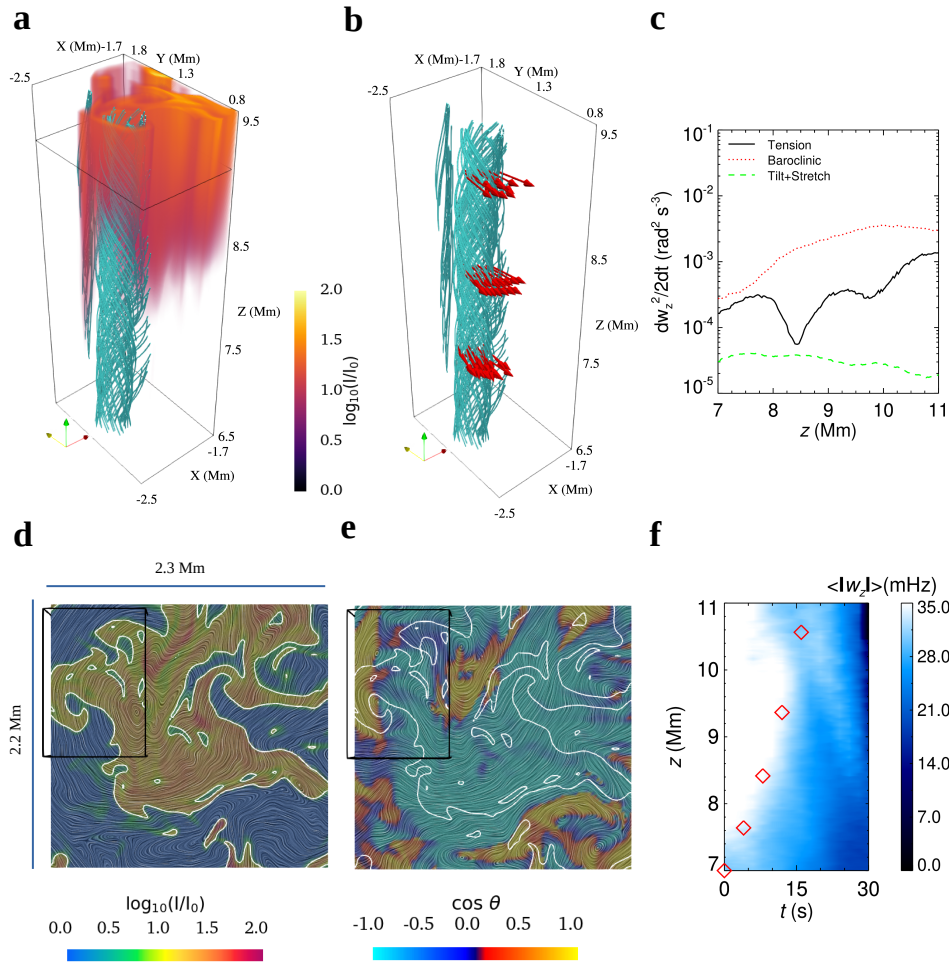 a
X (Mm)
-1.7
1.8
Y (Mm)
1.3
0.8
-2.5
9.5
8.5
Z (Mm)
7.5
6.5
-1.7
X (Mm)
-2.5
2.0
1.5
1.0
0.5
0.0
log10(I/I0)
b
X (Mm)
-1.7
1.8
Y (Mm)
1.3
0.8
-2.5
9.5
8.5
Z (Mm)
7.5
6.5
-1.7
X (Mm)
-2.5
c
Tension
Baroclinic
Tilt+Stretch
10^-1
10^-2
10^-3
10^-4
10^-5
dw_z^2/2dt (rad^2 s^-3)
7 8 9 10 11
z (Mm)
d
2.3 Mm
2.2 Mm
log10(I/I0)
0.0 0.5 1.0 1.5 2.0
e
cos θ
-1.0 -0.5 0.0 0.5 1.0
f
<|w_z|>(mHz)
11
10
9
8
7
z (Mm)
0 15 30
t (s)
35.0
28.0
21.0
14.0
7.0
0.0